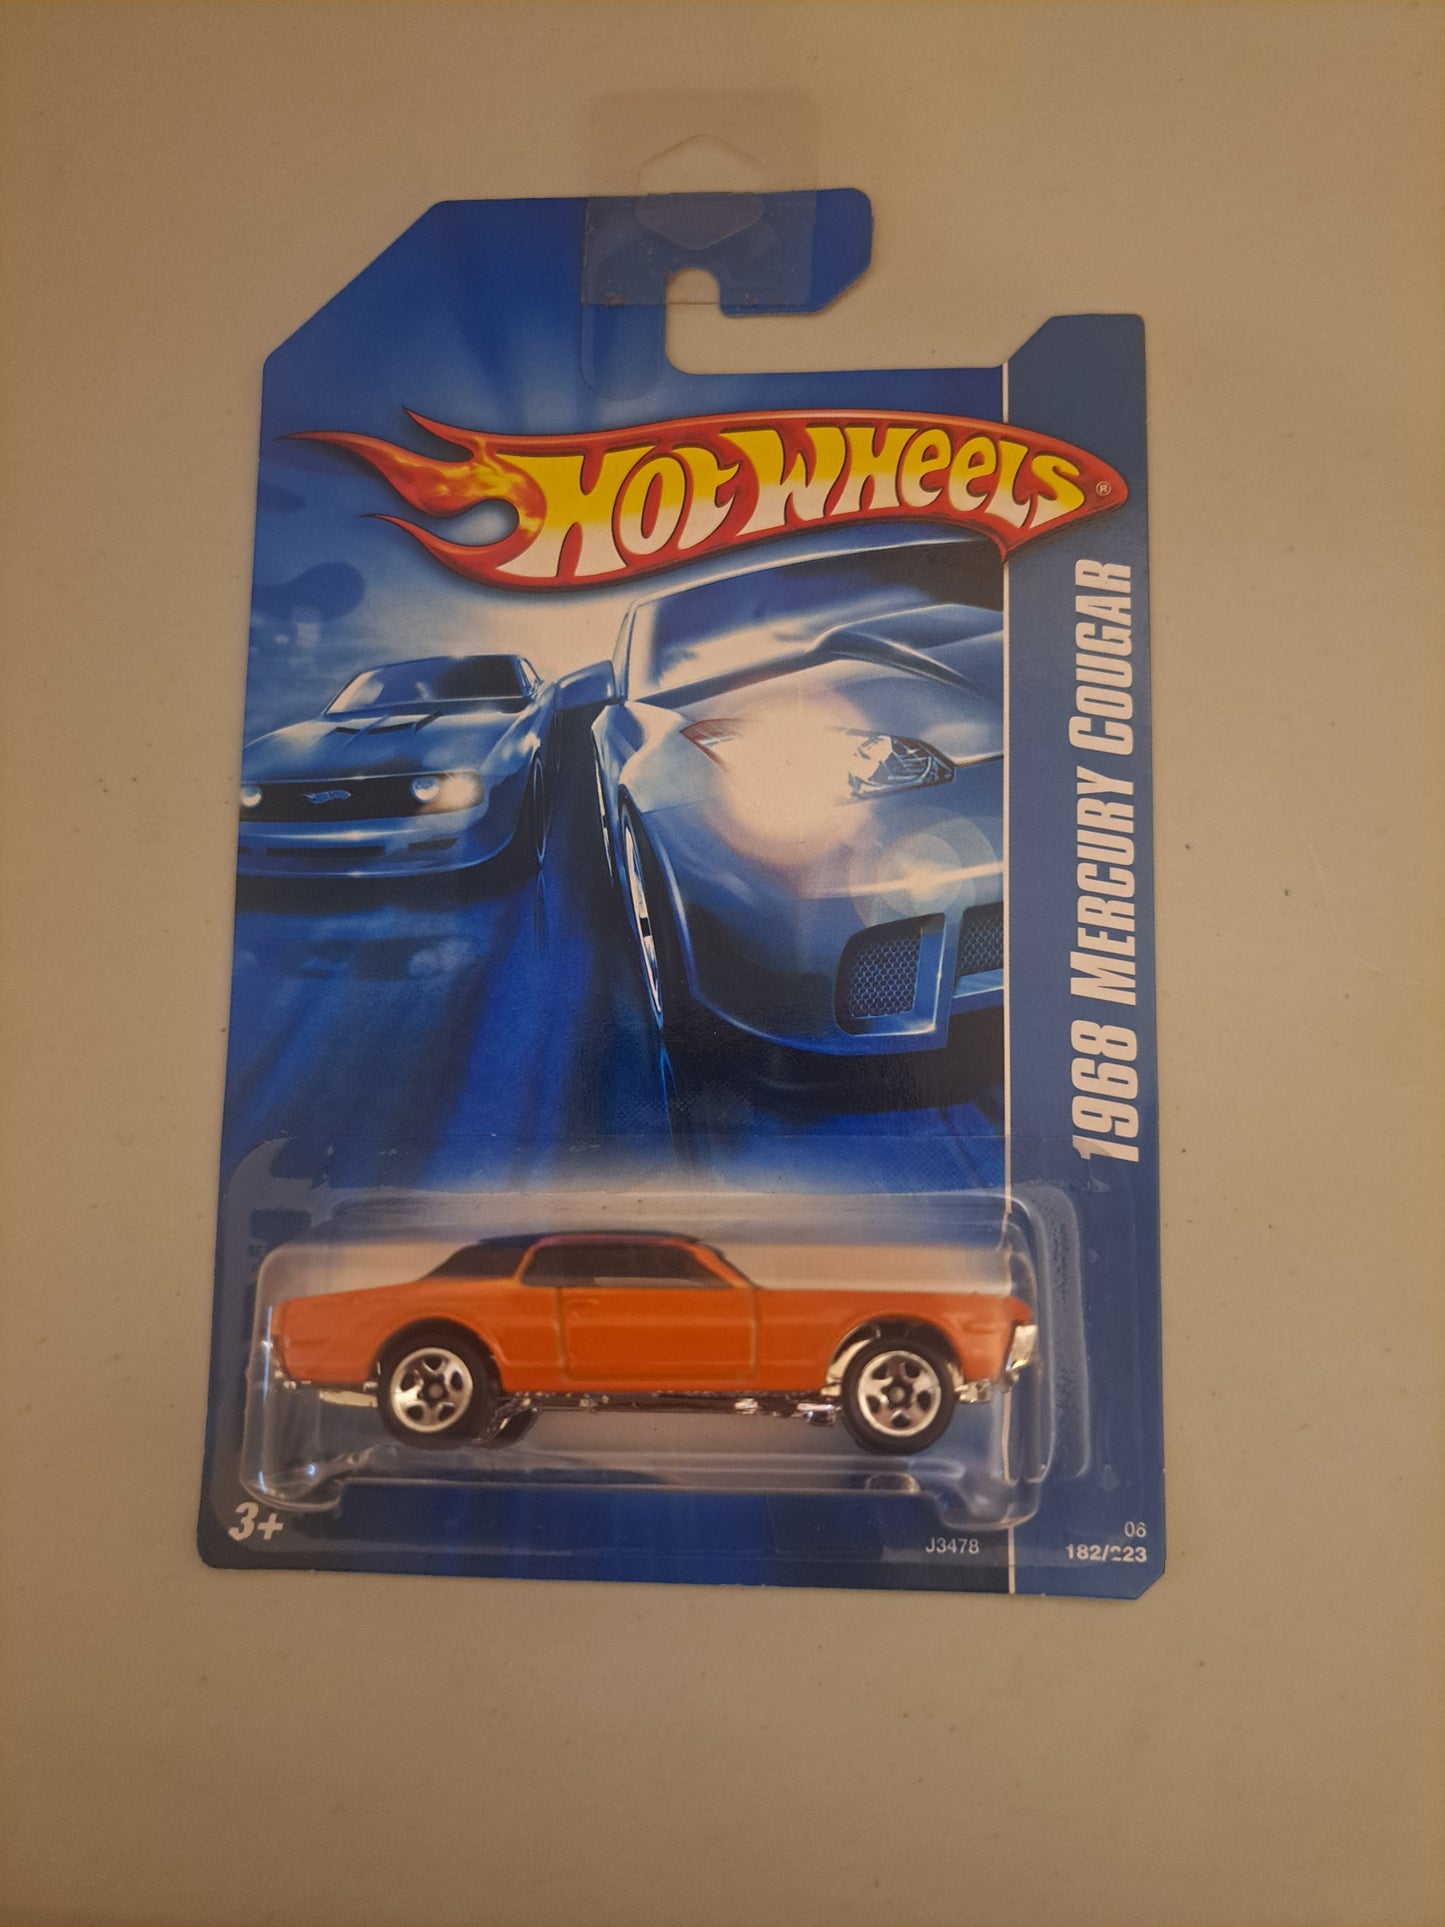 HOT WHEELS ®
1968 MERCURY COUGAR
3+
J3478
06
182/223